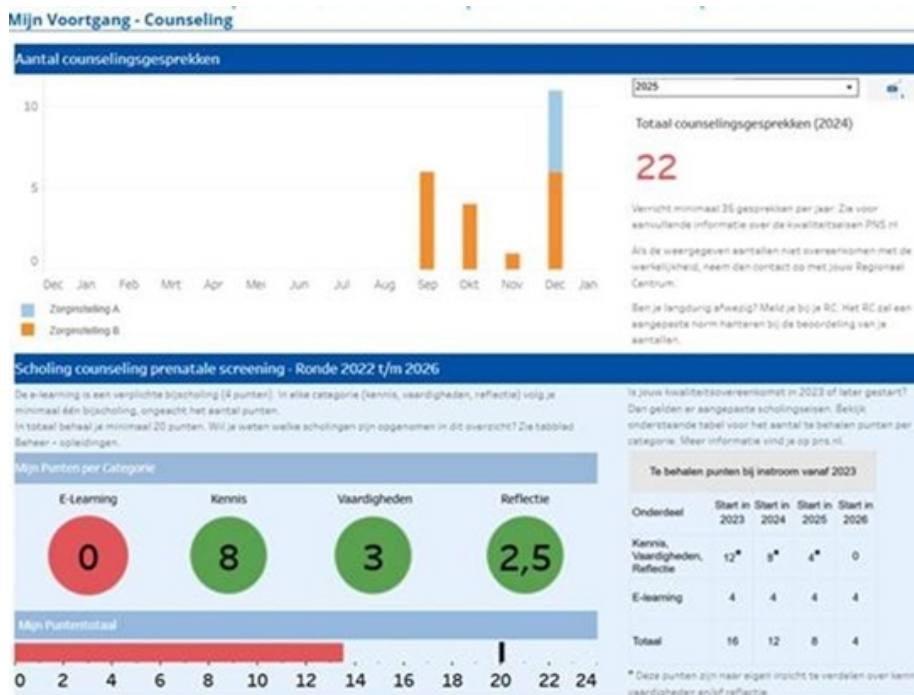 Mijn Voortgang - Counseling
Aantal counselingsgesprekken
10
5
0
Dec Jan Feb Mrt Apr Mei Jun Jul Aug Sep Okt Nov Dec Jan
Zorginstelling A
Zorginstelling B
2025
Totaal counselingsgesprekken (2024)
22
Verricht minimaal 35 gesprekken per jaar. Zie voor
aanvullende informatie over de kwaliteitseisen PNS.nl
Als de weergegeven aantallen niet overeenkomen met de
werkelijkheid, neem dan contact op met jouw Regionaal
Centrum.
Ben je langdurig afwezig? Meld je bij je RC. Het RC zal een
aangepaste norm hanteren bij de beoordeling van je
aantallen.
Scholing counseling prenatale screening - Ronde 2022 t/m 2026
De e-learning is een verplichte bijscholing (4 punten). In elke categorie (kennis, vaardigheden, reflectie) volg je
minimaal één bijscholing, ongeacht het aantal punten.
In totaal behaal je minimaal 20 punten. Wil je weten welke scholingen zijn opgenomen in dit overzicht? Zie tabblad
Beheer - opleidingen.
Mijn Punten per Categorie
E-Learning Kennis Vaardigheden Reflectie
0 8 3 2,5
Mijn Puntentotaal
0 2 4 6 8 10 12 14 16 18 20 22 24
Is jouw kwaliteitsovereenkomst in 2023 of later gestart?
Dan gelden er aangepaste scholingseisen. Bekijk
onderstaande tabel voor het aantal te behalen punten per
categorie. Meer informatie vind je op pns.nl.
Te behalen punten bij instroom vanaf 2023
Onderdeel Start in 2023 Start in 2024 Start in 2025 Start in 2026
Kennis, Vaardigheden, Reflectie 12* 8* 4* 0
E-learning 4 4 4 4
Totaal 16 12 8 4
* Deze punten zijn naar eigen inzicht te verdelen over kennis
vaardigheden en/of reflectie